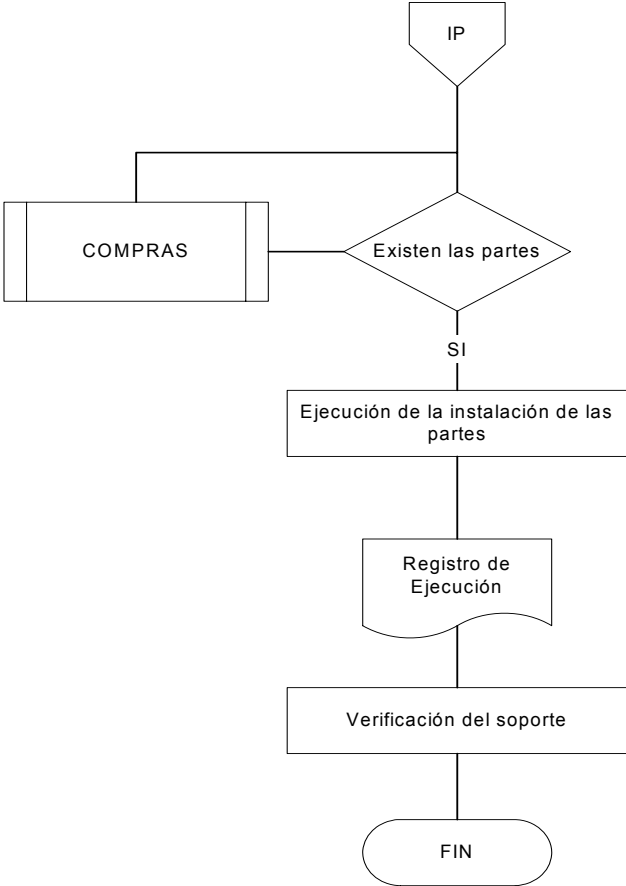 IP
COMPRAS
Existen las partes
SI
Ejecución de la instalación de las
partes
Registro de
Ejecución
Verificación del soporte
FIN